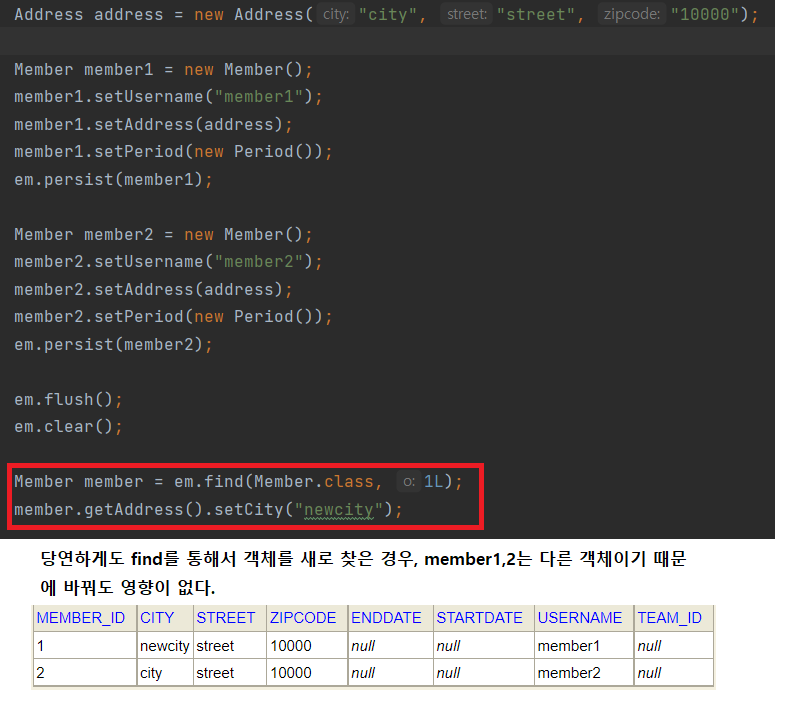 Address address = new Address( city: "city", street: "street", zipcode: "10000");
Member member1 = new Member();
member1.setUsername("member1");
member1.setAddress(address);
member1.setPeriod(new Period());
em.persist(member1);
Member member2 = new Member();
member2.setUsername("member2");
member2.setAddress(address);
member2.setPeriod(new Period());
em.persist(member2);
em.flush();
em.clear();
Member member = em.find(Member.class, o: 1L);
member.getAddress().setCity("newcity");
당연하게도 find를 통해서 객체를 새로 찾은 경우, member1,2는 다른 객체이기 때문
에 바꿔도 영향이 없다.
MEMBER_ID CITY STREET ZIPCODE ENDDATE STARTDATE USERNAME TEAM_ID
1 newcity street 10000 null null member1 null
2 city street 10000 null null member2 null